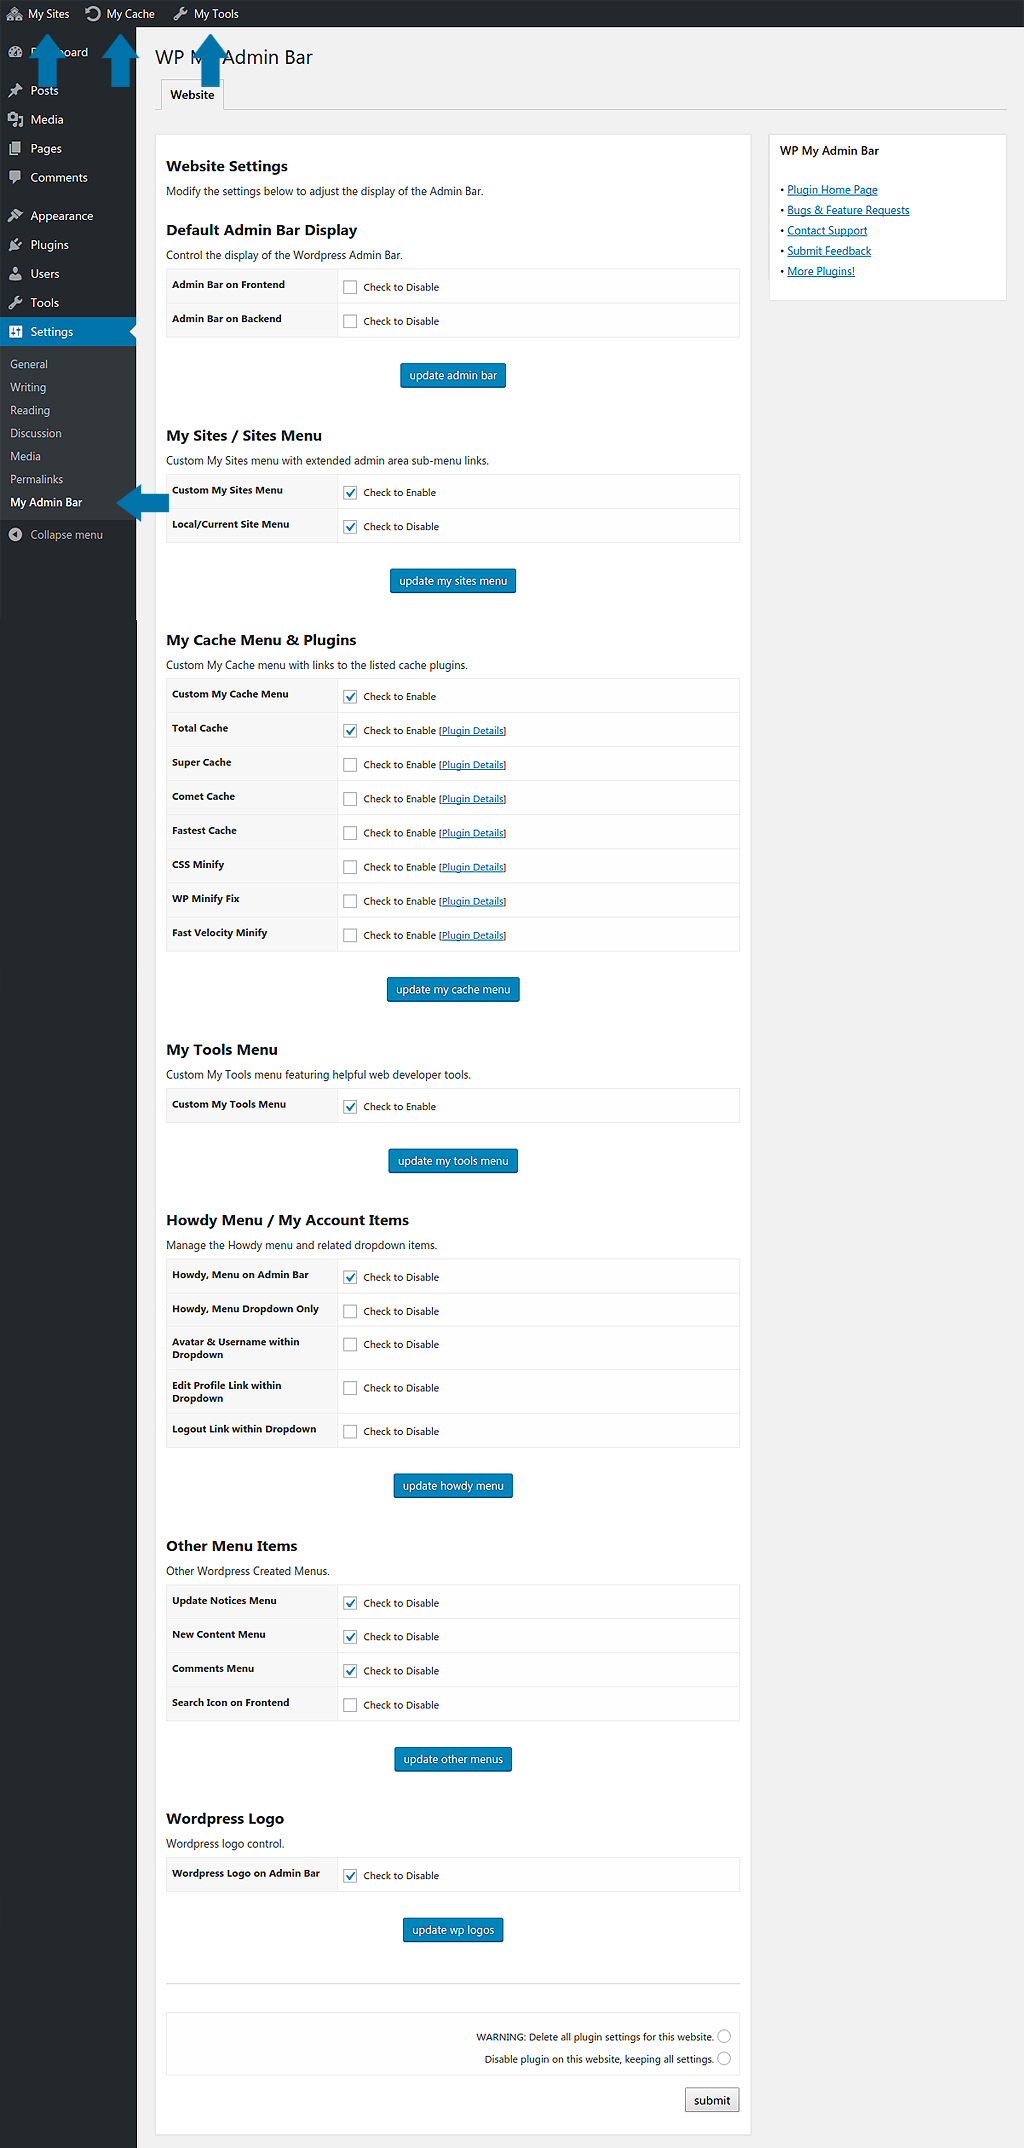 My Sites My Cache My Tools
Posts
Media
Pages
Comments
Appearance
Plugins
Users
Tools
Settings
General
Writing
Reading
Discussion
Media
Permalinks
My Admin Bar
Collapse menu
WP My Admin Bar
Website
Website Settings
Modify the settings below to adjust the display of the Admin Bar.
Default Admin Bar Display
Control the display of the Wordpress Admin Bar.
Admin Bar on Frontend Check to Disable
Admin Bar on Backend Check to Disable
update admin bar
My Sites / Sites Menu
Custom My Sites menu with extended admin area sub-menu links.
Custom My Sites Menu Check to Enable
Local/Current Site Menu Check to Disable
update my sites menu
My Cache Menu & Plugins
Custom My Cache menu with links to the listed cache plugins.
Custom My Cache Menu Check to Enable
Total Cache Check to Enable [Plugin Details]
Super Cache Check to Enable [Plugin Details]
Comet Cache Check to Enable [Plugin Details]
Fastest Cache Check to Enable [Plugin Details]
CSS Minify Check to Enable [Plugin Details]
WP Minify Fix Check to Enable [Plugin Details]
Fast Velocity Minify Check to Enable [Plugin Details]
update my cache menu
My Tools Menu
Custom My Tools menu featuring helpful web developer tools.
Custom My Tools Menu Check to Enable
update my tools menu
Howdy Menu / My Account Items
Manage the Howdy menu and related dropdown items.
Howdy, Menu on Admin Bar Check to Disable
Howdy, Menu Dropdown Only Check to Disable
Avatar & Username within Check to Disable
Dropdown
Edit Profile Link within Check to Disable
Dropdown
Logout Link within Dropdown Check to Disable
update howdy menu
Other Menu Items
Other Wordpress Created Menus.
Update Notices Menu Check to Disable
New Content Menu Check to Disable
Comments Menu Check to Disable
Search Icon on Frontend Check to Disable
update other menus
Wordpress Logo
Wordpress logo control.
Wordpress Logo on Admin Bar Check to Disable
update wp logos
WARNING: Delete all plugin settings for this website.
Disable plugin on this website, keeping all settings.
submit
WP My Admin Bar
• Plugin Home Page
• Bugs & Feature Requests
• Contact Support
• Submit Feedback
• More Plugins!